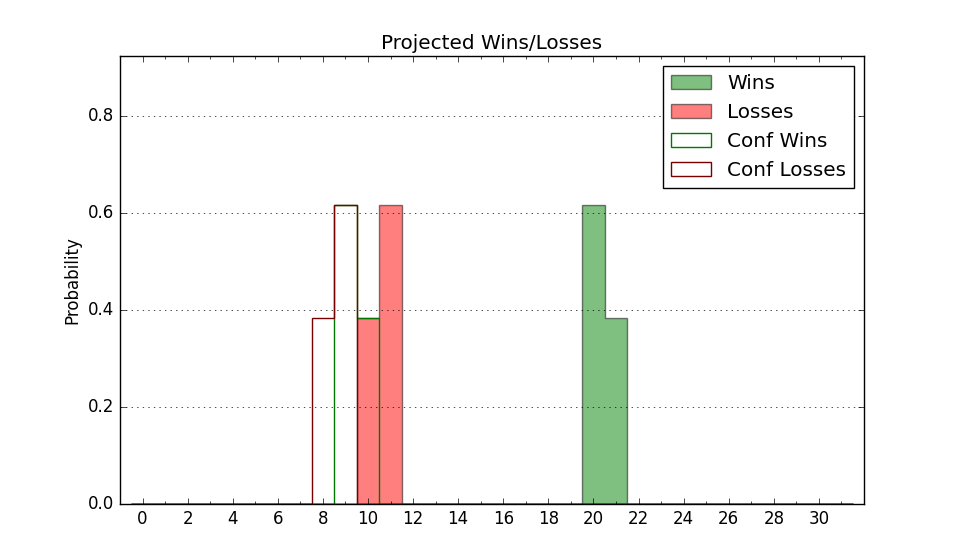 Projected Wins/Losses
Wins
Losses
Conf Wins
Conf Losses
Probability
0.8
0.6
0.4
0.2
0.0
0 2 4 6 8 10 12 14 16 18 20 22 24 26 28 30